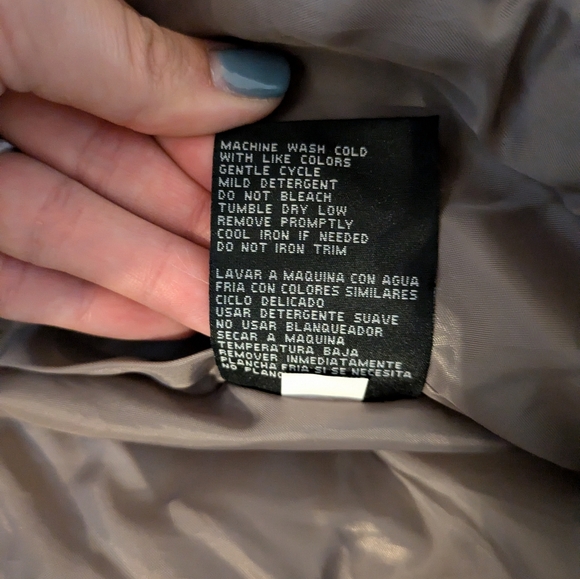 MACHINE WASH COLD
WITH LIKE COLORS
GENTLE CYCLE
MILD DETERGENT
DO NOT BLEACH
TUMBLE DRY LOW
REMOVE PROMPTLY
COOL IRON IF NEEDED
DO NOT IRON TRIM
LAVAR A MAQUINA CON AGUA
FRIA CON COLORES SIMILARES
CICLO DELICADO
USAR DETERGENTE SUAVE
NO USAR BLANQUEADOR
SECAR A MAQUINA
TEMPERATURA BAJA
REMOVER INMEDIATAMENTE
PLANCHA FRIA SI SE NECESITA
NO